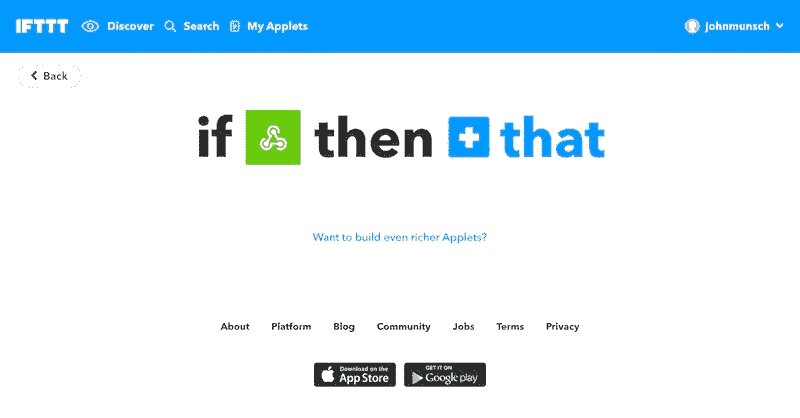 IFTTT Discover Search My Applets johnmunsch
Back
if then that
Want to build even richer Applets?
About Platform Blog Community Jobs Terms Privacy
Download on the App Store GET IT ON Google play